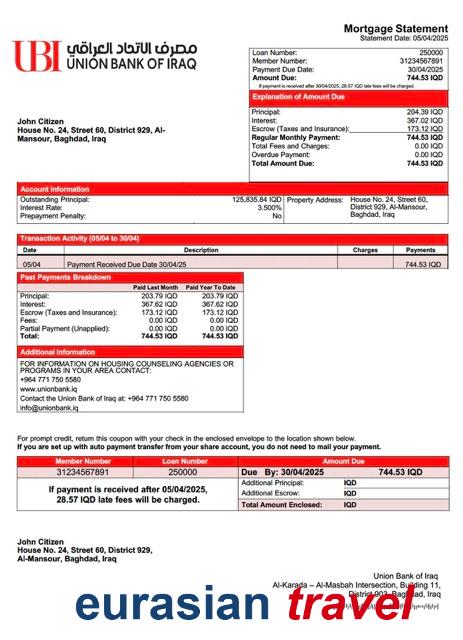 Mortgage Statement
Statement Date: 05/04/2025
UBI مصرف الاتحاد العراقي
UNION BANK OF IRAQ
Loan Number: 250000
Member Number: 31234567891
Payment Due Date: 30/04/2025
Amount Due: 744.53 IQD
If payment is received after 30/04/2025, 28.57 IQD late fees will be charged.
Explanation of Amount Due
Principal: 204.39 IQD
Interest: 367.02 IQD
Escrow (Taxes and Insurance): 173.12 IQD
Regular Monthly Payment: 744.53 IQD
Total Fees and Charges: 0.00 IQD
Overdue Payment: 0.00 IQD
Total Amount Due: 744.53 IQD
John Citizen
House No. 24, Street 60, District 929, Al-
Mansour, Baghdad, Iraq
Account Information
Outstanding Principal: 125,835.84 IQD
Interest Rate: 3.500%
Prepayment Penalty: No
Property Address: House No. 24, Street 60,
District 929, Al-Mansour,
Baghdad, Iraq
Transaction Activity (05/04 to 30/04)
Date Description Charges Payments
05/04 Payment Received Due Date 30/04/25 744.53 IQD
Past Payments Breakdown
Paid Last Month Paid Year To Date
Principal: 203.79 IQD 203.79 IQD
Interest: 367.62 IQD 367.62 IQD
Escrow (Taxes and Insurance): 173.12 IQD 173.12 IQD
Fees: 0.00 IQD 0.00 IQD
Partial Payment (Unapplied): 0.00 IQD 0.00 IQD
Total: 744.53 IQD 744.53 IQD
Additional Information
FOR INFORMATION ON HOUSING COUNSELING AGENCIES OR
PROGRAMS IN YOUR AREA CONTACT:
+964 771 750 5580
www.unionbank.iq
Contact the Union Bank of Iraq at: +964 771 750 5580
info@unionbank.iq
For prompt credit, return this coupon with your check in the enclosed envelope to the location shown below.
If you are set up with auto payment transfer from your share account, you do not need to mail your payment.
Member Number Loan Number Amount Due
31234567891 250000 Due By: 30/04/2025 744.53 IQD
If payment is received after 05/04/2025,
28.57 IQD late fees will be charged.
Additional Principal: IQD
Additional Escrow: IQD
Total Amount Enclosed: IQD
John Citizen
House No. 24, Street 60, District 929,
Al-Mansour, Baghdad, Iraq
Union Bank of Iraq
Al-Karada – Al-Masbah Intersection, Building 11,
District 903, Baghdad, Iraq
eurasian travel